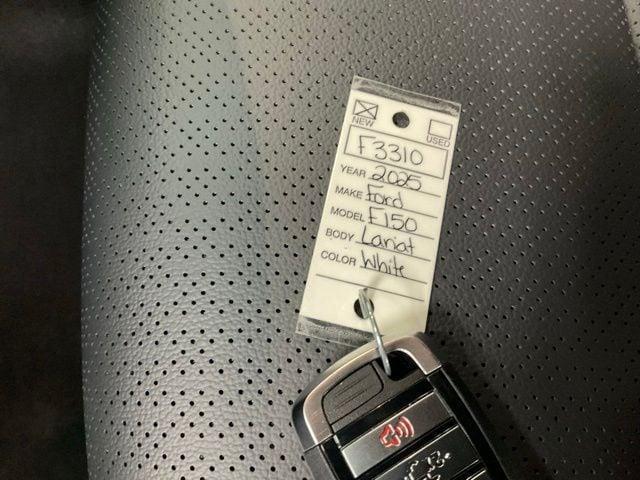 NEW
USED
F3310
YEAR 2025
MAKE Ford
MODEL F150
BODY Lariat
COLOR White